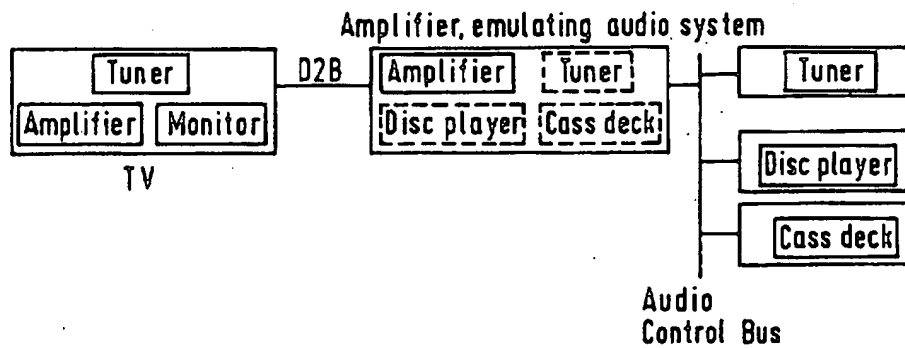 Amplifier, emulating audio system
Tuner
Amplifier
Monitor
TV
D2B
Amplifier
Tuner
Disc player
Cass deck
Tuner
Disc player
Cass deck
Audio
Control Bus